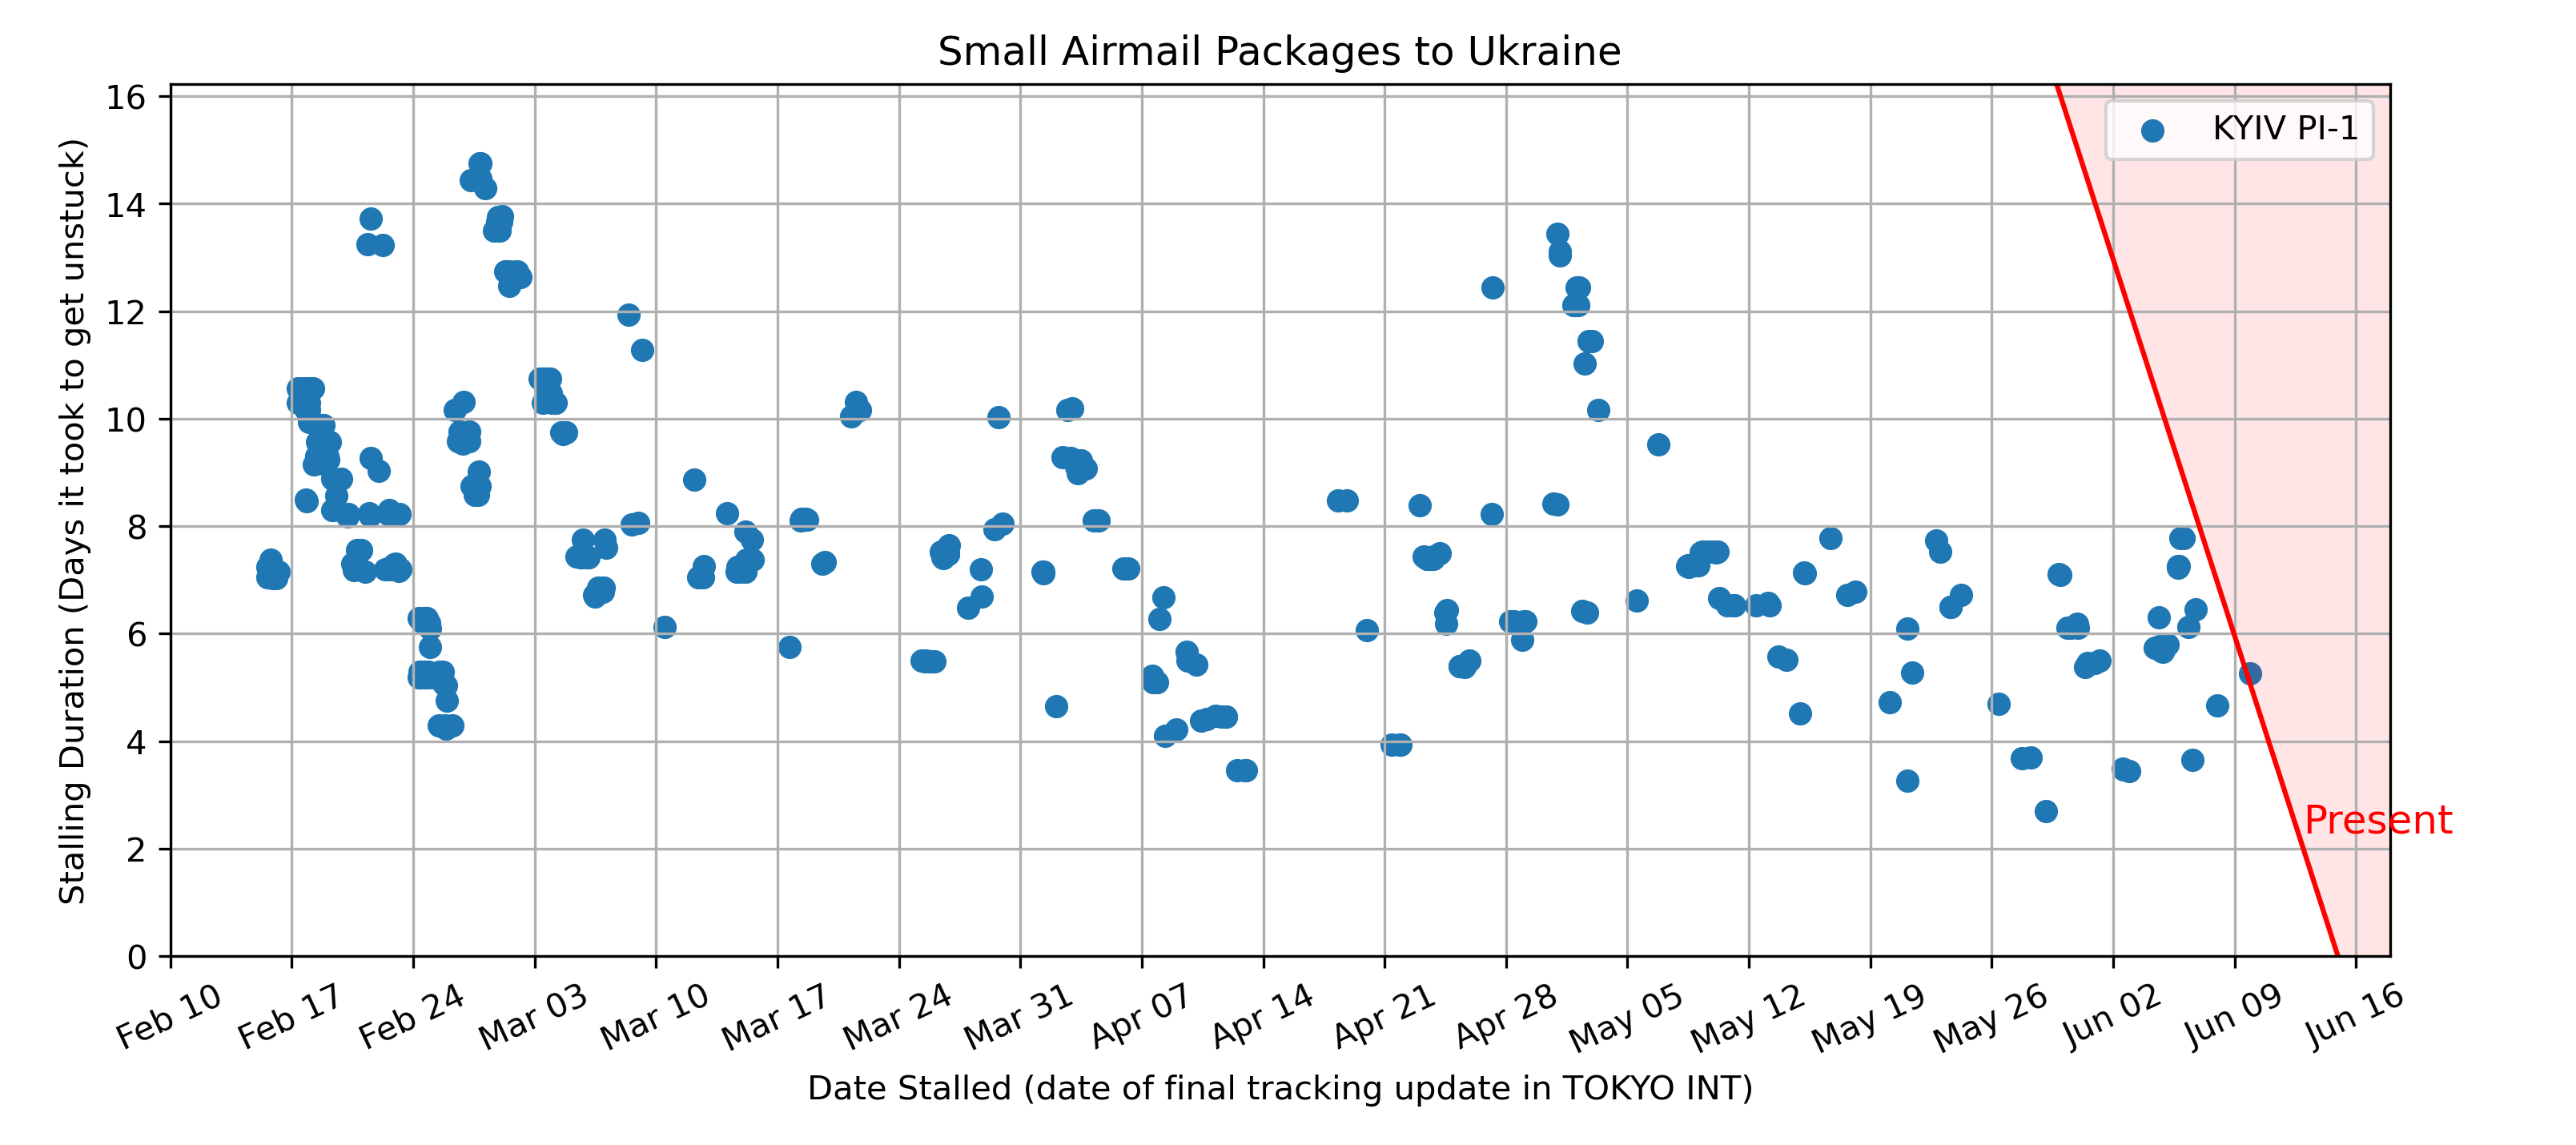 Small Airmail Packages to Ukraine
Stalling Duration (Days it took to get unstuck)
16
14
12
10
8
6
4
2
0
KYIV PI-1
Present
Feb 10
Feb 17
Feb 24
Mar 03
Mar 10
Mar 17
Mar 24
Mar 31
Apr 07
Apr 14
Apr 21
Apr 28
May 05
May 12
May 19
May 26
Jun 02
Jun 09
Jun 16
Date Stalled (date of final tracking update in TOKYO INT)